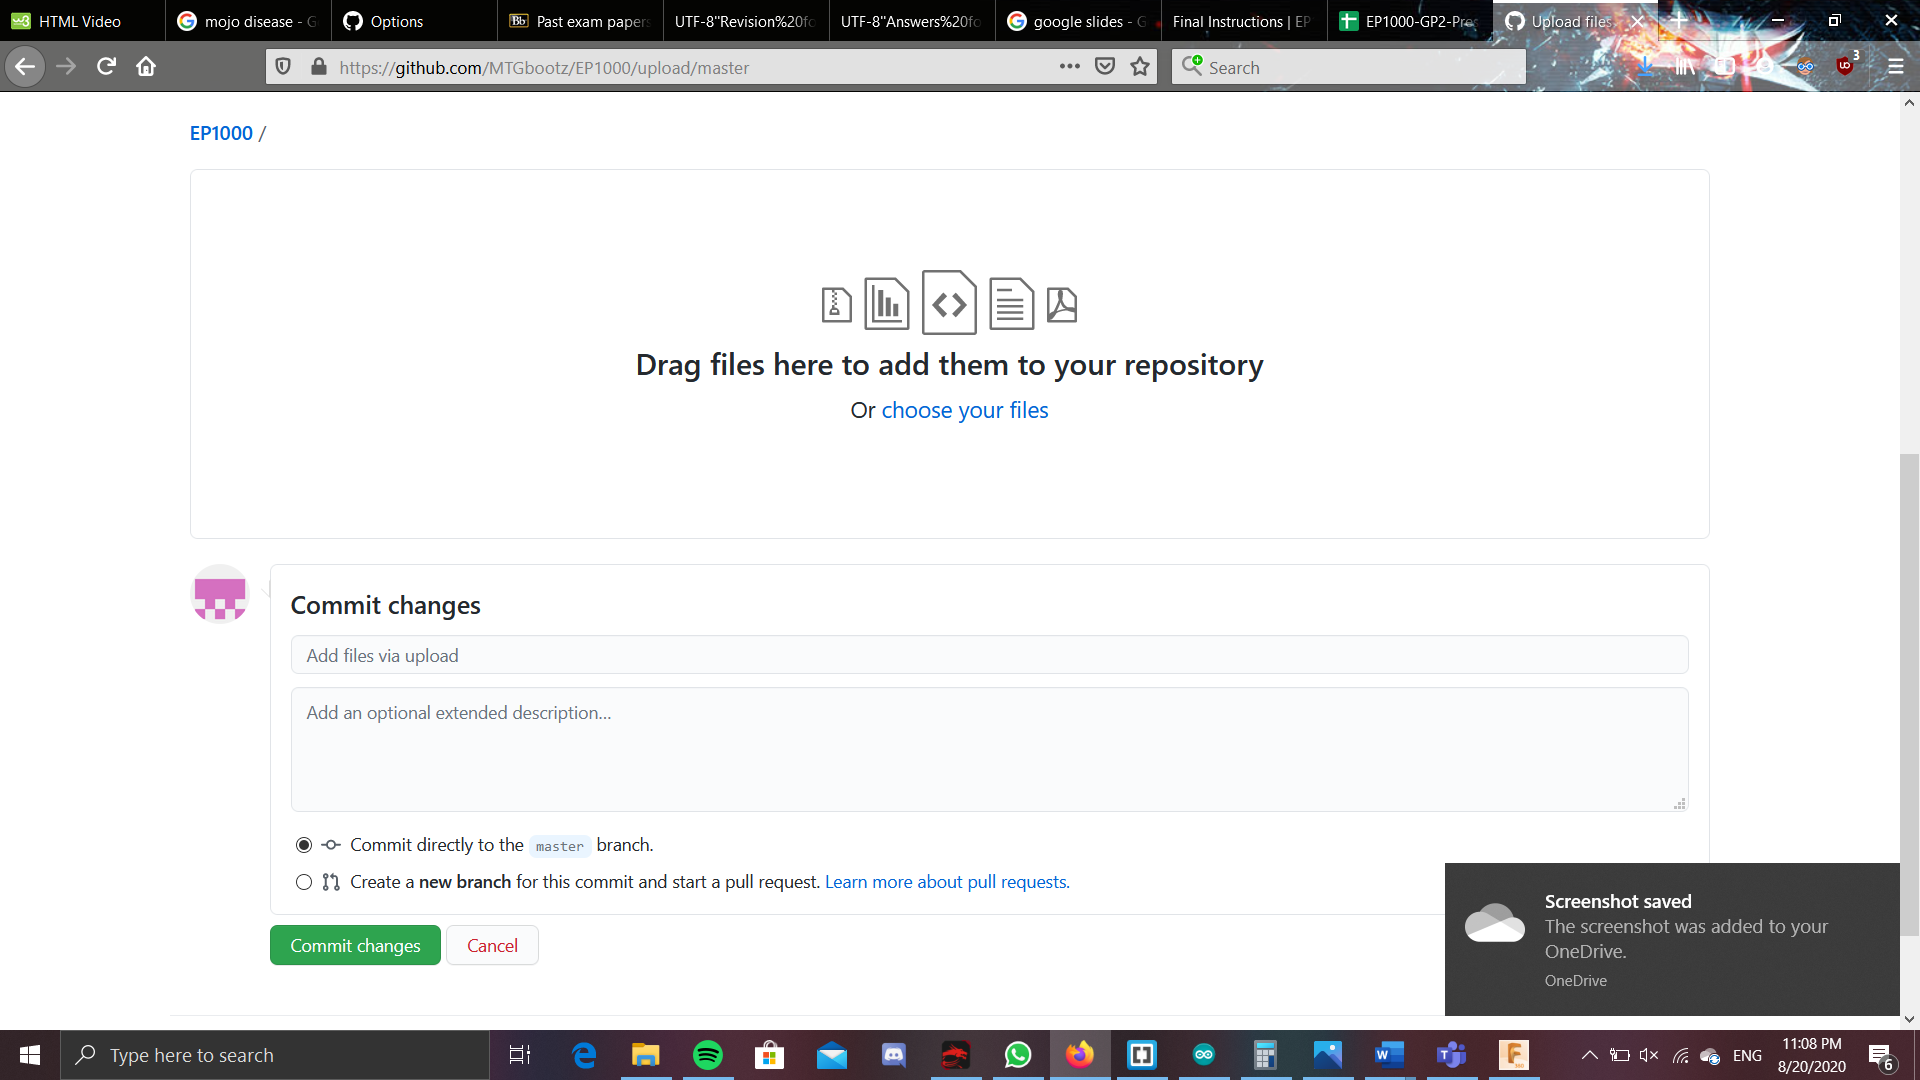 HTML Video
mojo disease - G
Options
Past exam papers
UTF-8"Revision%20fo
UTF-8"Answers%20fo
google slides - G
Final Instructions | EP
EP1000-GP2-Pres
Upload files
https://github.com/MTGbootz/EP1000/upload/master
Search
3
EP1000 /
Drag files here to add them to your repository
Or choose your files
Commit changes
Add files via upload
Add an optional extended description...
Commit directly to the master branch.
Create a new branch for this commit and start a pull request. Learn more about pull requests.
Commit changes
Cancel
Screenshot saved
The screenshot was added to your
OneDrive.
OneDrive
Type here to search
ENG
11:08 PM
8/20/2020
6